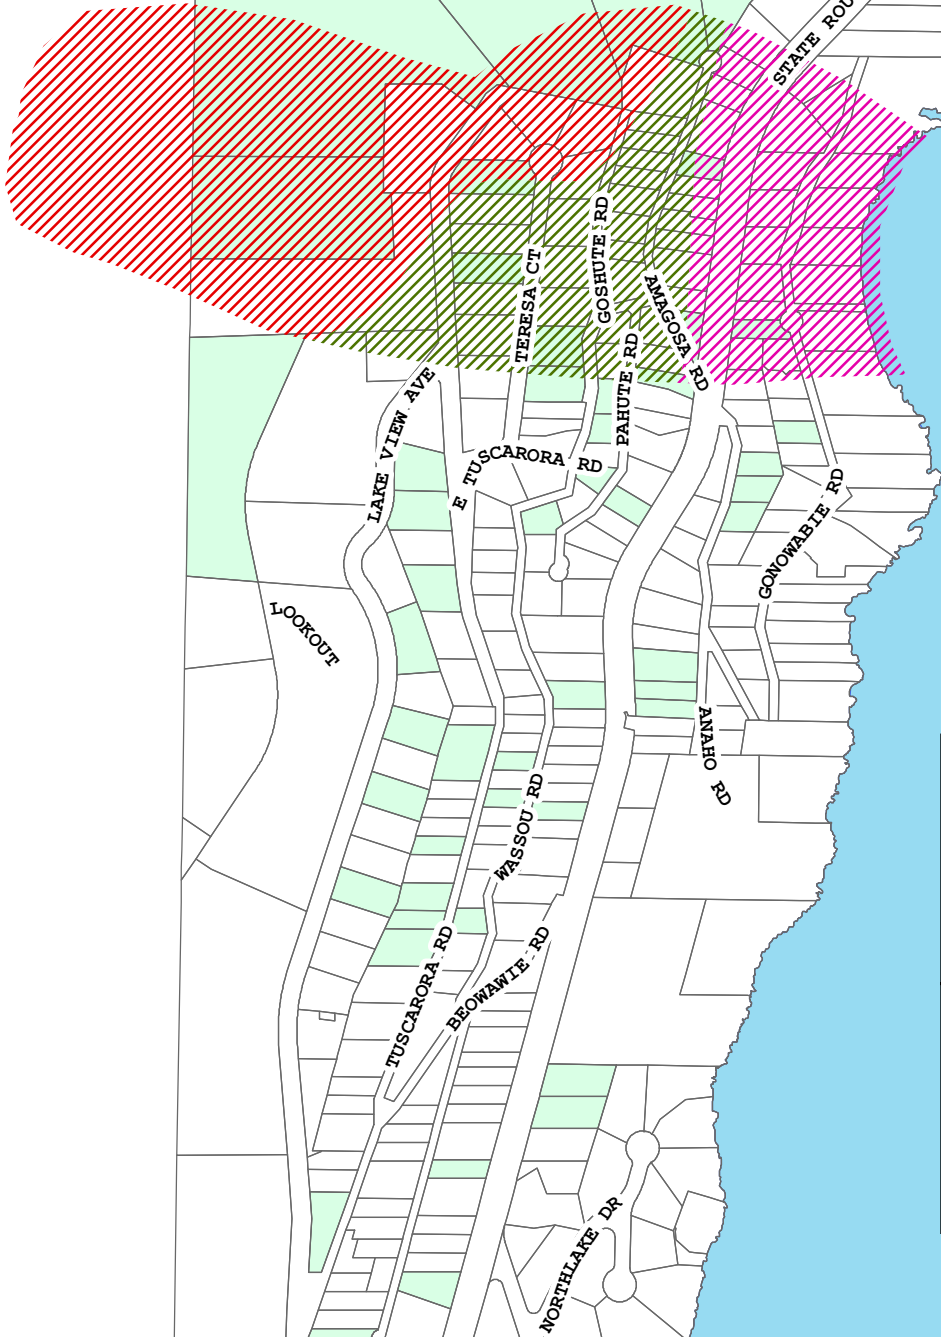 STATE ROU
GOSHUTE RD
TERESA CT
AMAGOSA RD
PAHUTE RD
LAKE VIEW AVE
E TUSCARORA RD
GONOWABIE RD
LOOKOUT
ANAHO RD
WASSOU RD
TUSCARORA RD
BEOWAWIE RD
NORTHLAKE DR